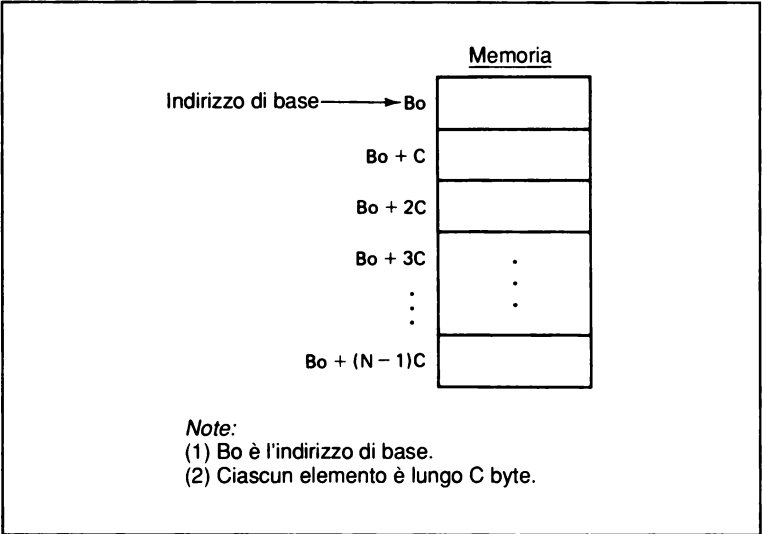 Memoria
Indirizzo di base Bo
Bo + C
Bo + 2C
Bo + 3C
Bo + (N − 1)C
Note:
(1) Bo è l'indirizzo di base.
(2) Ciascun elemento è lungo C byte.